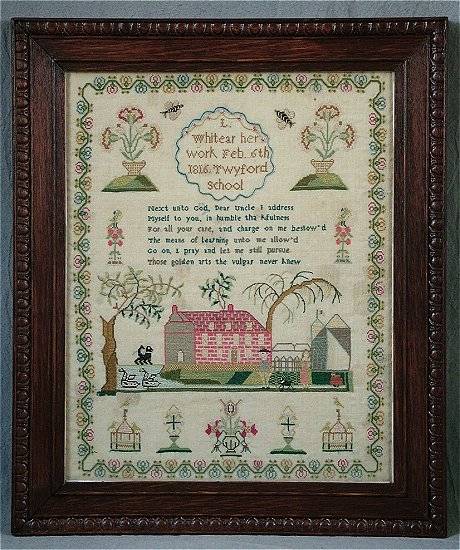 L
Whitear her
work Feb. 6th
1816. Twyford
School
Next unto God, Dear Uncle I address
Myself to you, in humble thankfulness
For all your care, and charge on me bestow'd
The means of learning unto me allow'd
Go on, I pray and let me still pursue
Those golden arts the vulgar never knew